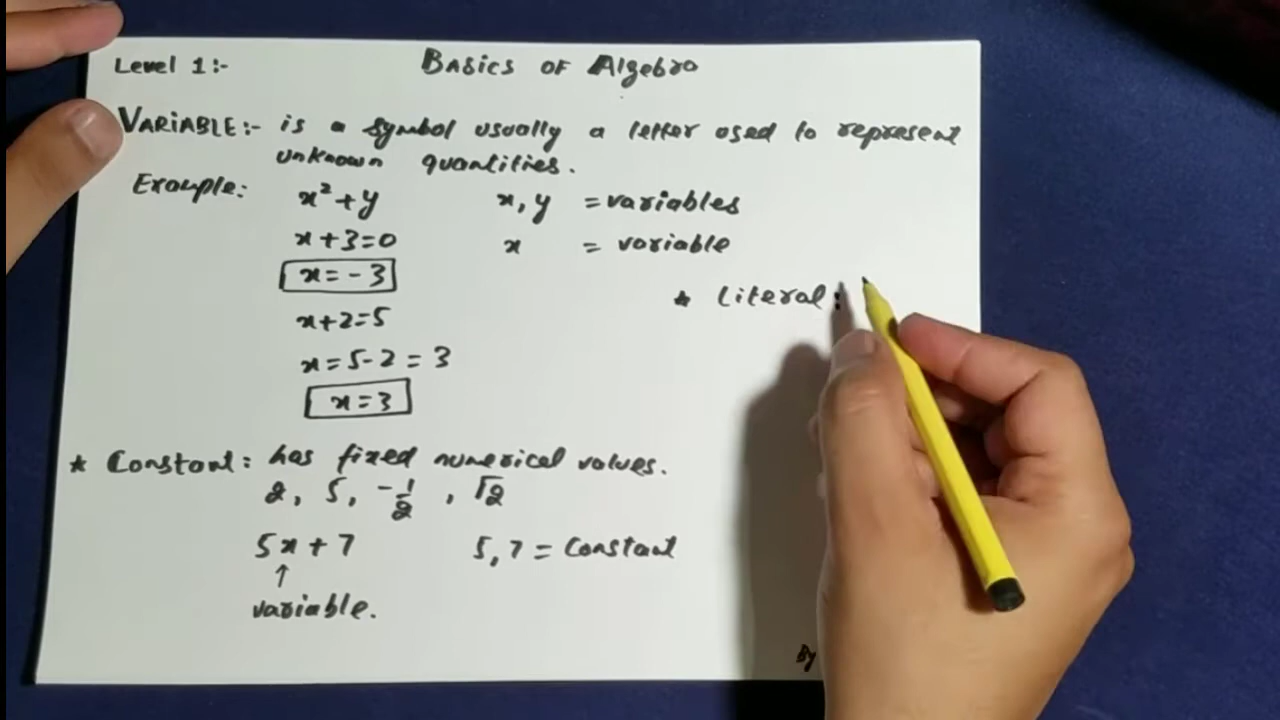 Level 1:- Basics of Algebra
VARIABLE:- is a symbol usually a letter used to represent
unknown quantities.
Example: x² + y x, y = variables
x + 3 = 0 x = variable
x = - 3
* Literal:
x + 2 = 5
x = 5 - 2 = 3
x = 3
* Constant: has fixed numerical values.
2, 5, -1/2, √2
5x + 7 5, 7 = Constant
↑
variable.
By